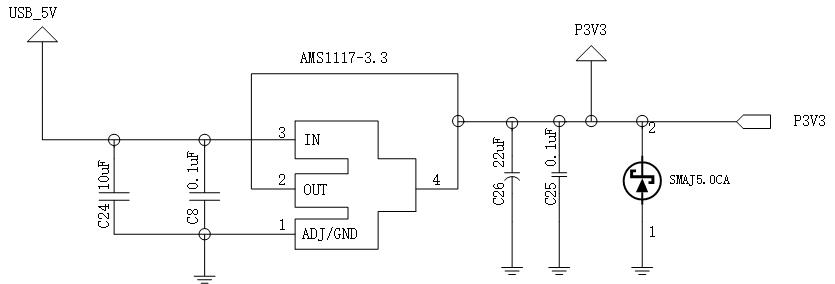 USB_5V
P3V3
AMS1117-3.3
P3V3
3
IN
2
OUT
4
1
ADJ/GND
C24
10uF
C8
0.1uF
C26
22uF
C25
0.1uF
2
SMAJ5.0CA
1